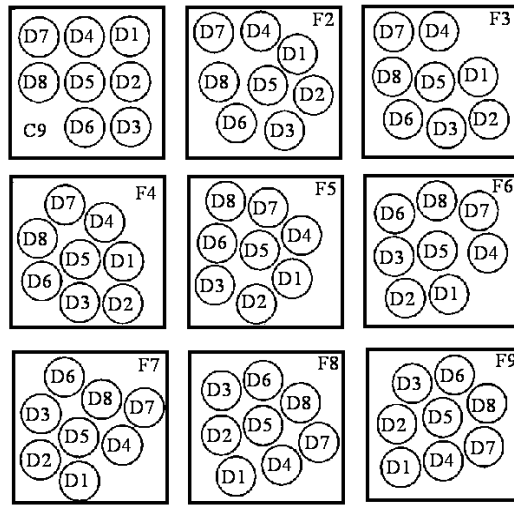 D7 D4 D1
D8 D5 D2
C9 D6 D3
F2
D7 D4
D1
D8 D5
D2
D6
D3
F3
D7 D4
D8 D5 D1
D6 D3 D2
F4
D7
D4
D8
D5 D1
D6
D3 D2
F5
D8 D7
D4
D6 D5
D3 D1
D2
F6
D6 D8 D7
D3 D5 D4
D2 D1
F7
D6
D8
D3 D7
D5 D4
D2
D1
F8
D3 D6
D8
D2 D5
D7
D1 D4
F9
D3 D6
D8
D2 D5
D7
D1 D4